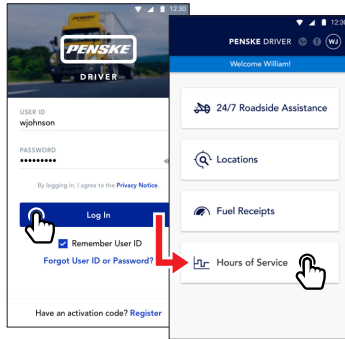 12:30
PENSKE
DRIVER
USER ID
wjohnson
PASSWORD
•••••••••
By logging in, I agree to the Privacy Notice.
Log In
Remember User ID
Forgot User ID or Password?
Have an activation code? Register
12:30
PENSKE DRIVER
WJ
Welcome William!
24/7 Roadside Assistance
Locations
Fuel Receipts
Hours of Service